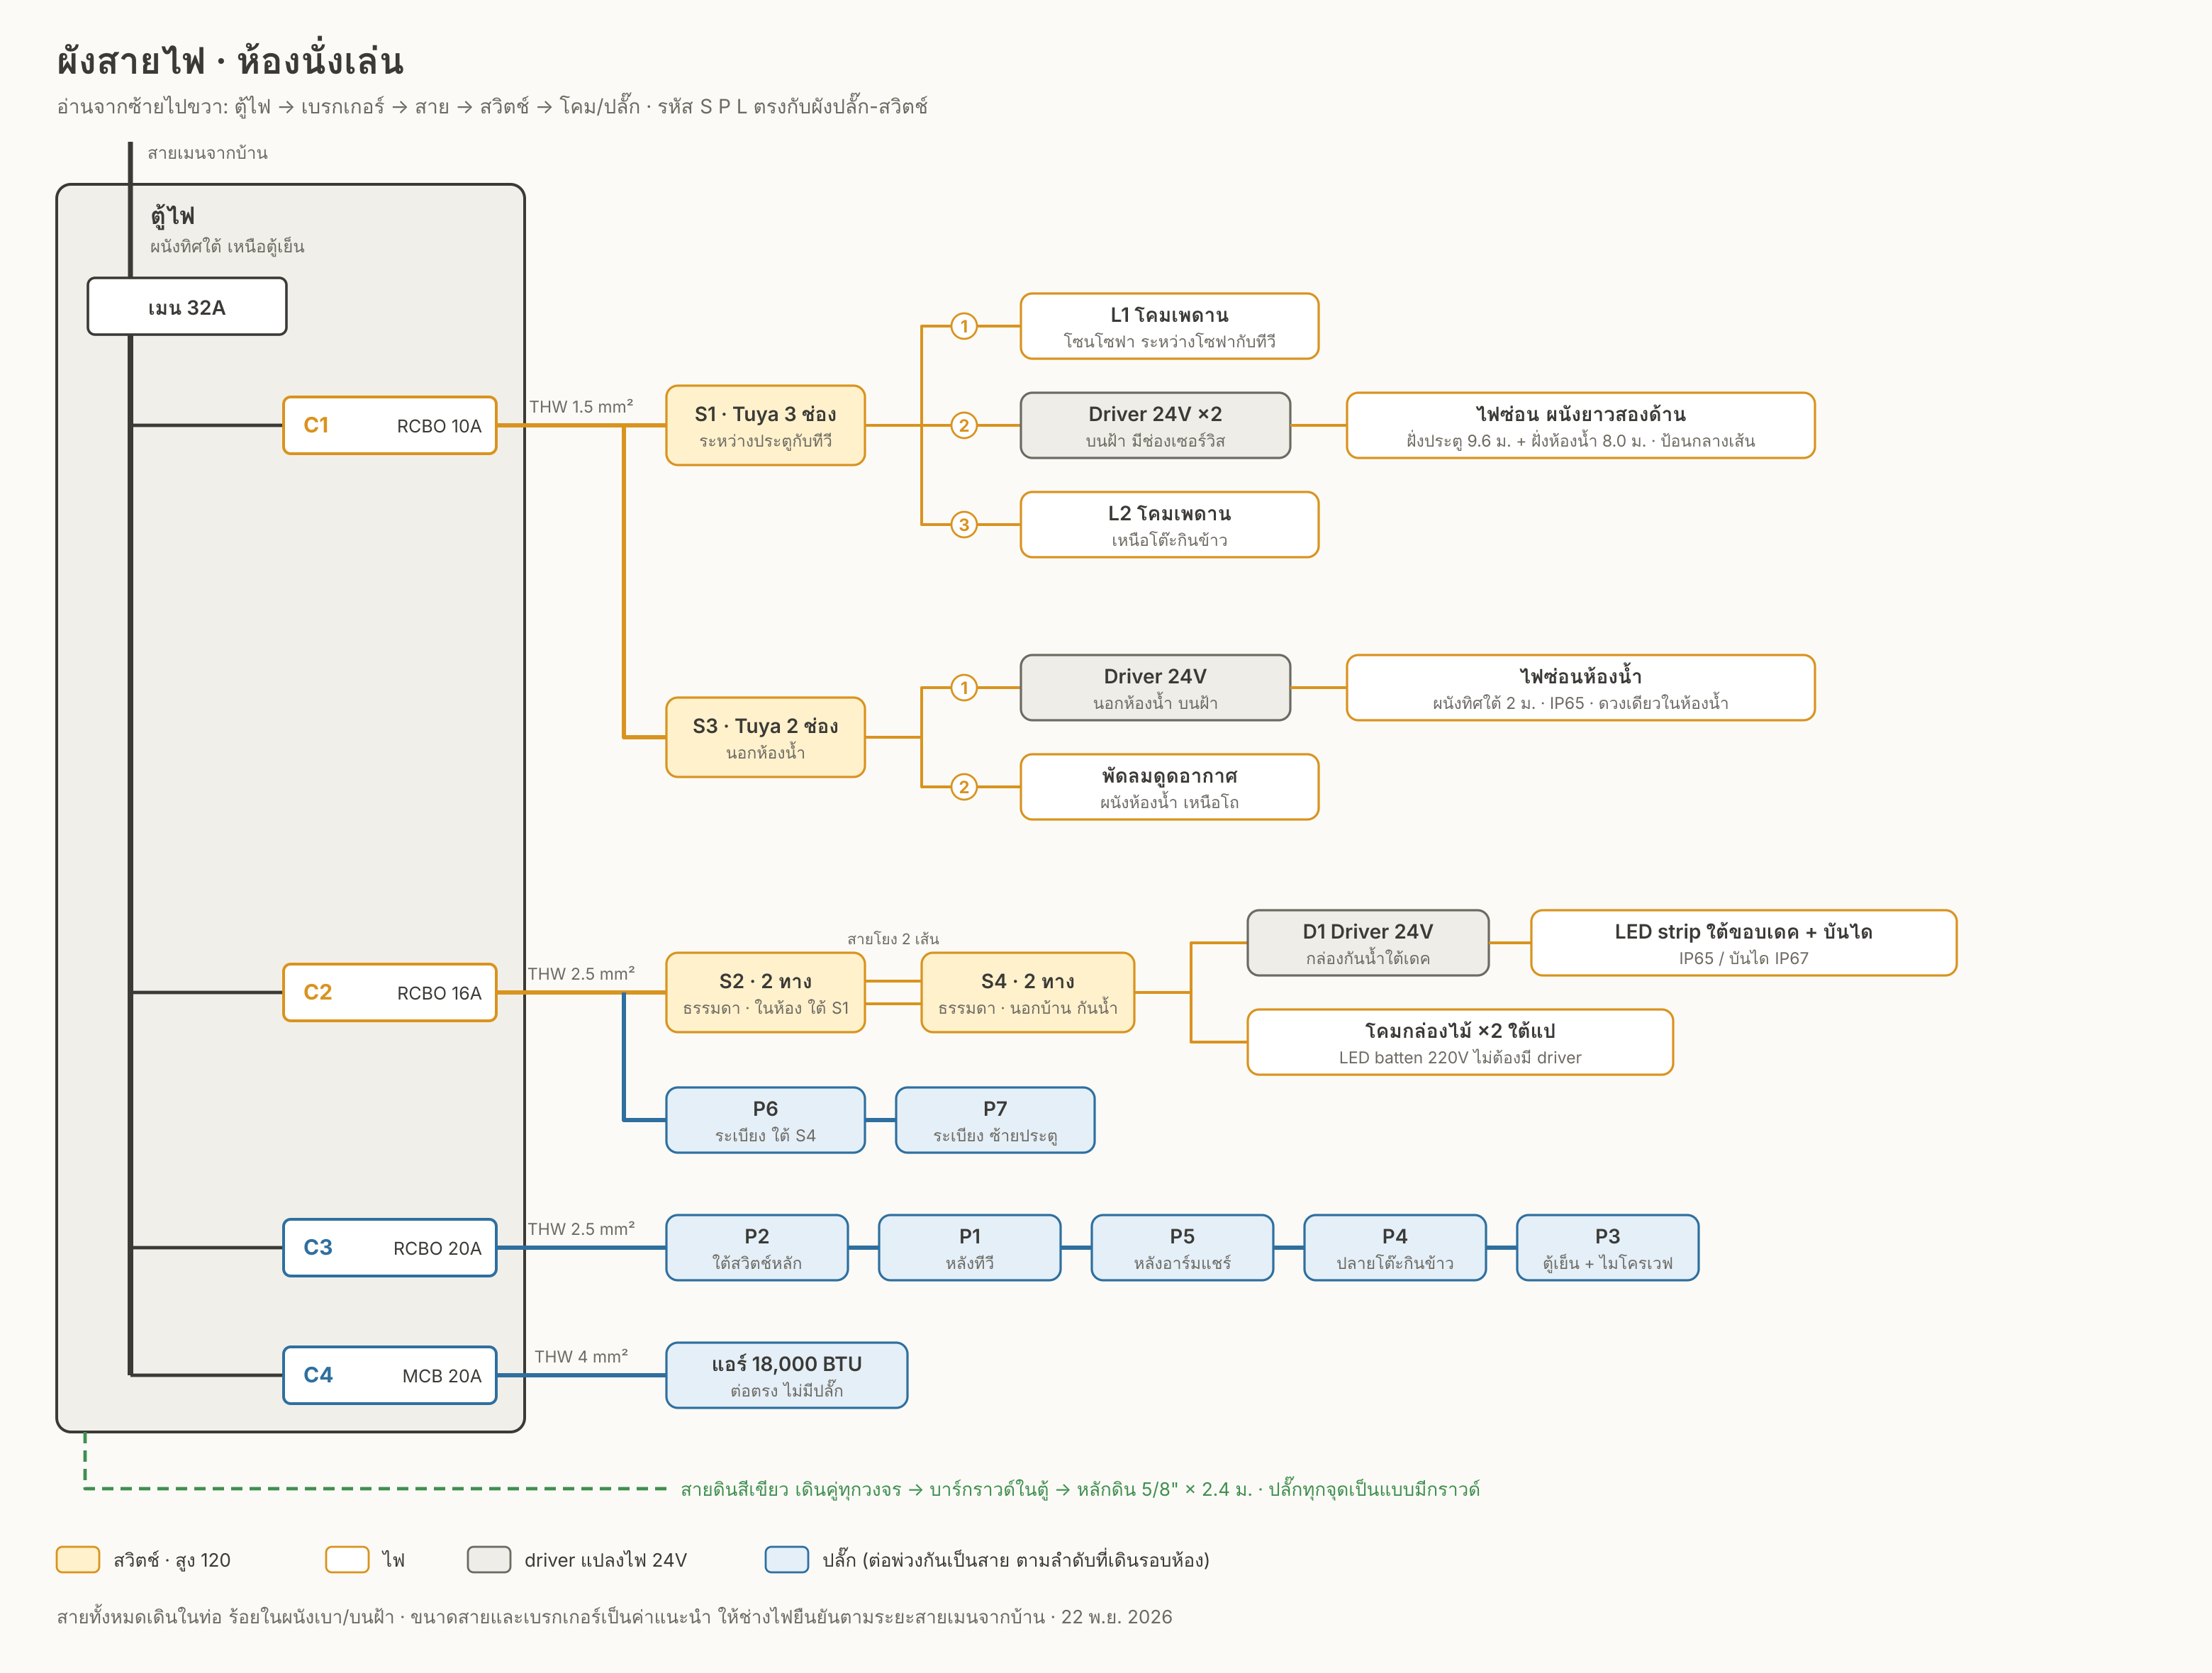 ผังสายไฟ · ห้องนั่งเล่น
อ่านจากซ้ายไปขวา: ตู้ไฟ → เบรกเกอร์ → สาย → สวิตช์ → โคม/ปลั๊ก · รหัส S P L ตรงกับผังปลั๊ก-สวิตช์
สายเมนจากบ้าน
ตู้ไฟ
ผนังทิศใต้ เหนือตู้เย็น
เมน 32A
C1 RCBO 10A
THW 1.5 mm²
S1 · Tuya 3 ช่อง
ระหว่างประตูกับทีวี
1
L1 โคมเพดาน
โซนโซฟา ระหว่างโซฟากับทีวี
2
Driver 24V ×2
บนฝ้า มีช่องเซอร์วิส
ไฟซ่อน ผนังยาวสองด้าน
ฝั่งประตู 9.6 ม. + ฝั่งห้องน้ำ 8.0 ม. · ป้อนกลางเส้น
3
L2 โคมเพดาน
เหนือโต๊ะกินข้าว
S3 · Tuya 2 ช่อง
นอกห้องน้ำ
1
Driver 24V
นอกห้องน้ำ บนฝ้า
ไฟซ่อนห้องน้ำ
ผนังทิศใต้ 2 ม. · IP65 · ดวงเดียวในห้องน้ำ
2
พัดลมดูดอากาศ
ผนังห้องน้ำ เหนือโถ
C2 RCBO 16A
THW 2.5 mm²
S2 · 2 ทาง
ธรรมดา · ในห้อง ใต้ S1
สายโยง 2 เส้น
S4 · 2 ทาง
ธรรมดา · นอกบ้าน กันน้ำ
D1 Driver 24V
กล่องกันน้ำใต้เดค
LED strip ใต้ขอบเดค + บันได
IP65 / บันได IP67
โคมกล่องไม้ ×2 ใต้แป
LED batten 220V ไม่ต้องมี driver
P6
ระเบียง ใต้ S4
P7
ระเบียง ซ้ายประตู
C3 RCBO 20A
THW 2.5 mm²
P2
ใต้สวิตช์หลัก
P1
หลังทีวี
P5
หลังอาร์มแชร์
P4
ปลายโต๊ะกินข้าว
P3
ตู้เย็น + ไมโครเวฟ
C4 MCB 20A
THW 4 mm²
แอร์ 18,000 BTU
ต่อตรง ไม่มีปลั๊ก
สายดินสีเขียว เดินคู่ทุกวงจร → บาร์กราวด์ในตู้ → หลักดิน 5/8" × 2.4 ม. · ปลั๊กทุกจุดเป็นแบบมีกราวด์
สวิตช์ · สูง 120
ไฟ
driver แปลงไฟ 24V
ปลั๊ก (ต่อพ่วงกันเป็นสาย ตามลำดับที่เดินรอบห้อง)
สายทั้งหมดเดินในท่อ ร้อยในผนังเบา/บนฝ้า · ขนาดสายและเบรกเกอร์เป็นค่าแนะนำ ให้ช่างไฟยืนยันตามระยะสายเมนจากบ้าน · 22 พ.ย. 2026